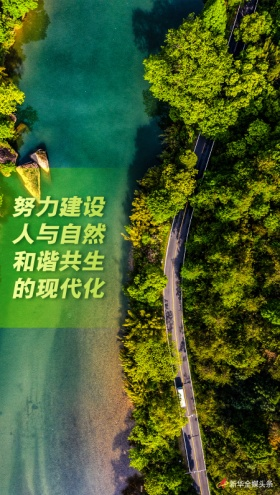 努力建设
人与自然
和谐共生
的现代化
新华全媒头条